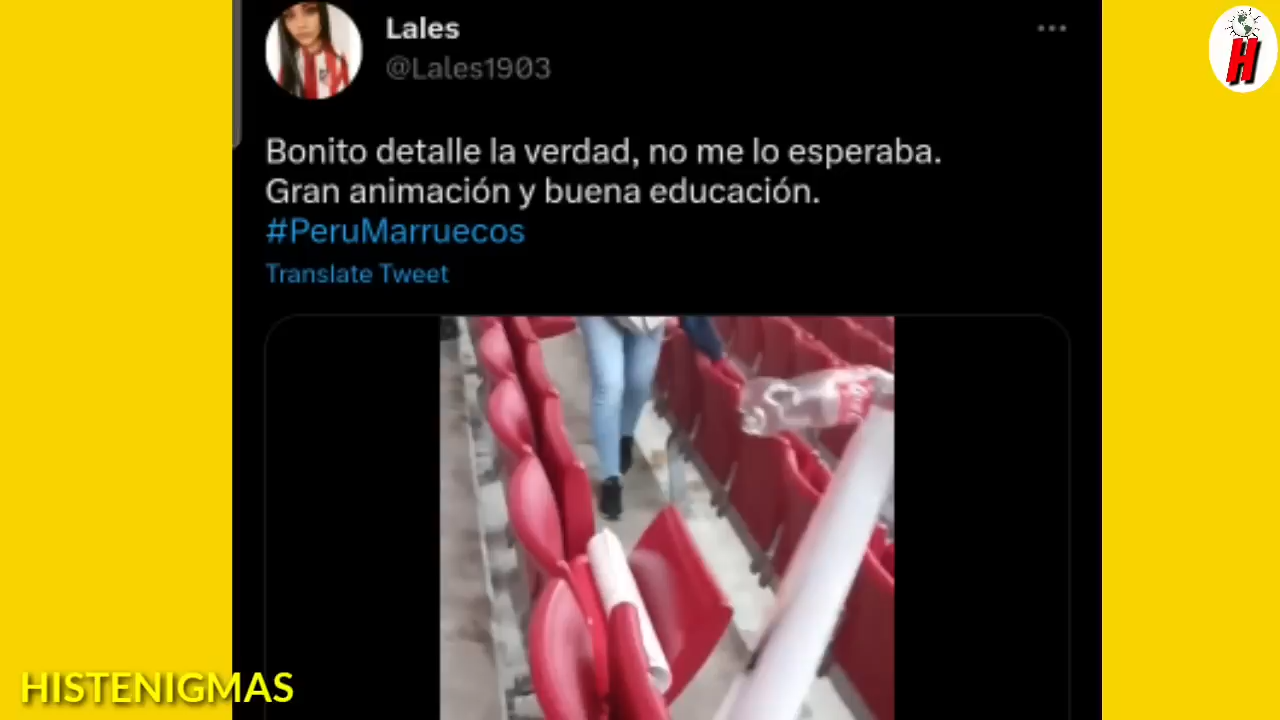 Lales
@Lales1903
H
Bonito detalle la verdad, no me lo esperaba.
Gran animación y buena educación.
#PeruMarruecos
Translate Tweet
HISTENIGMAS